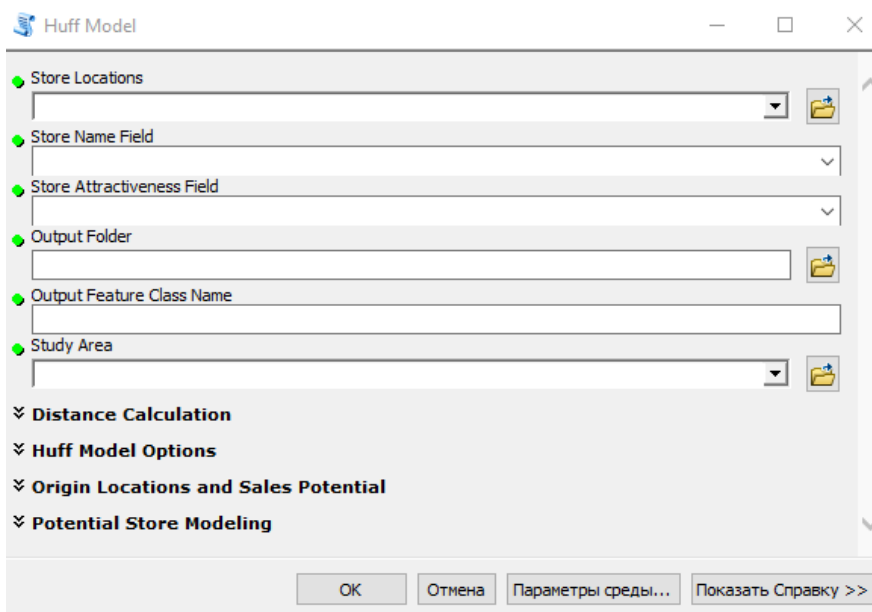 Huff Model
Store Locations
Store Name Field
Store Attractiveness Field
Output Folder
Output Feature Class Name
Study Area
Distance Calculation
Huff Model Options
Origin Locations and Sales Potential
Potential Store Modeling
OK Отмена Параметры среды... Показать Справку >>